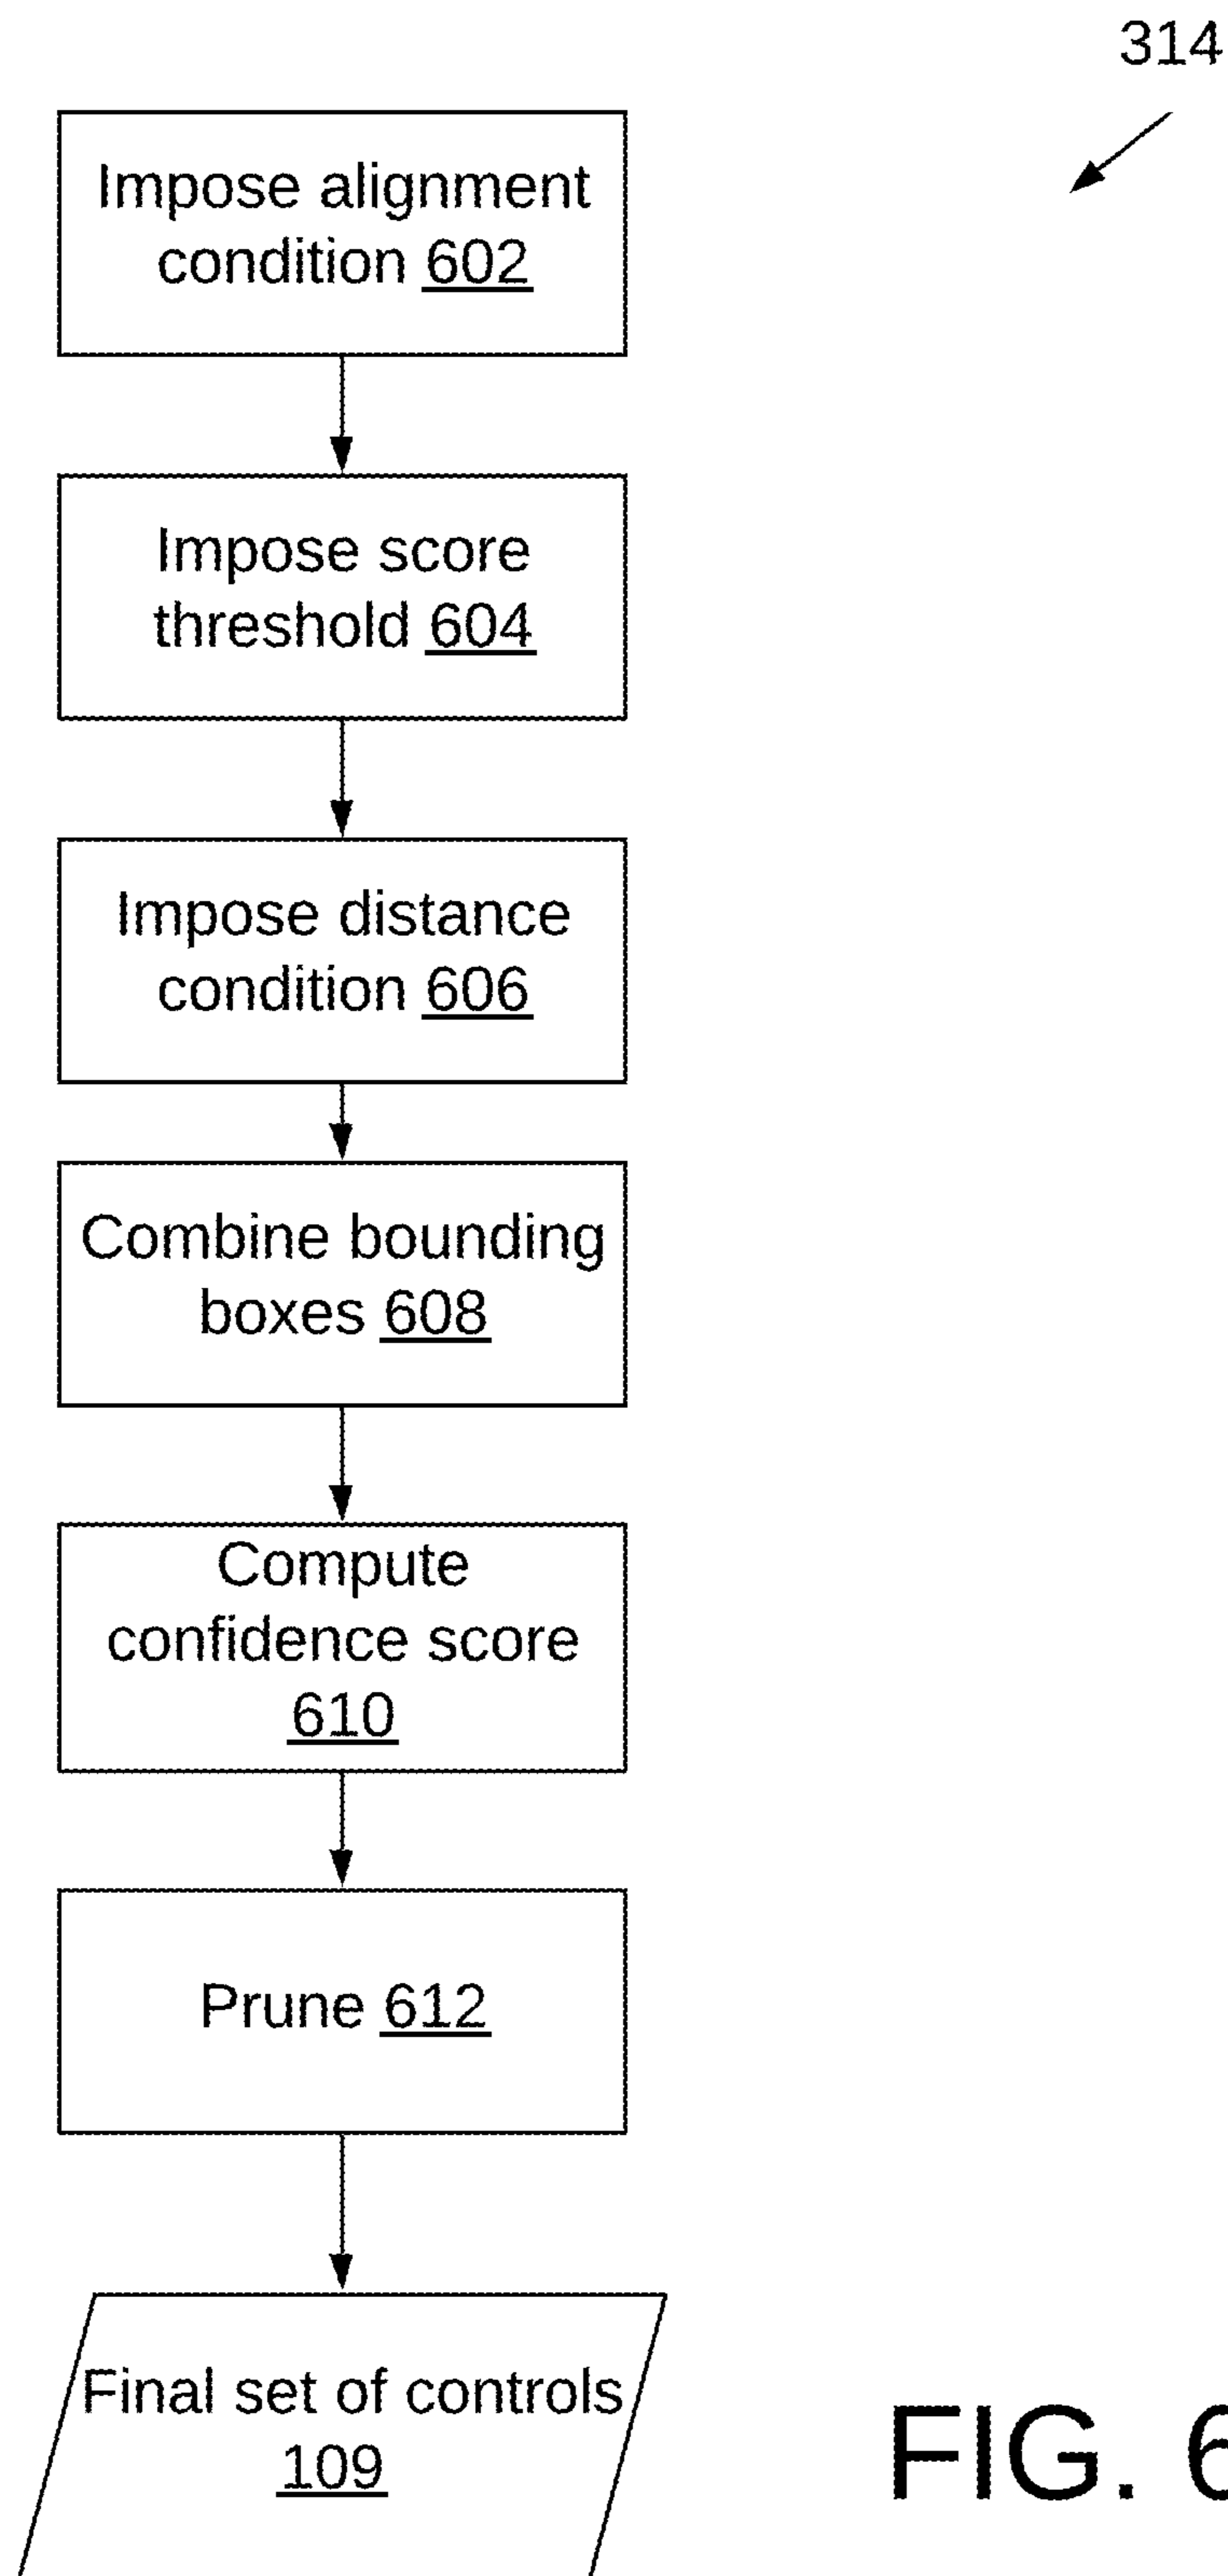 314
Impose alignment
condition 602
Impose score
threshold 604
Impose distance
condition 606
Combine bounding
boxes 608
Compute
confidence score
610
Prune 612
Final set of controls
109
FIG. 6